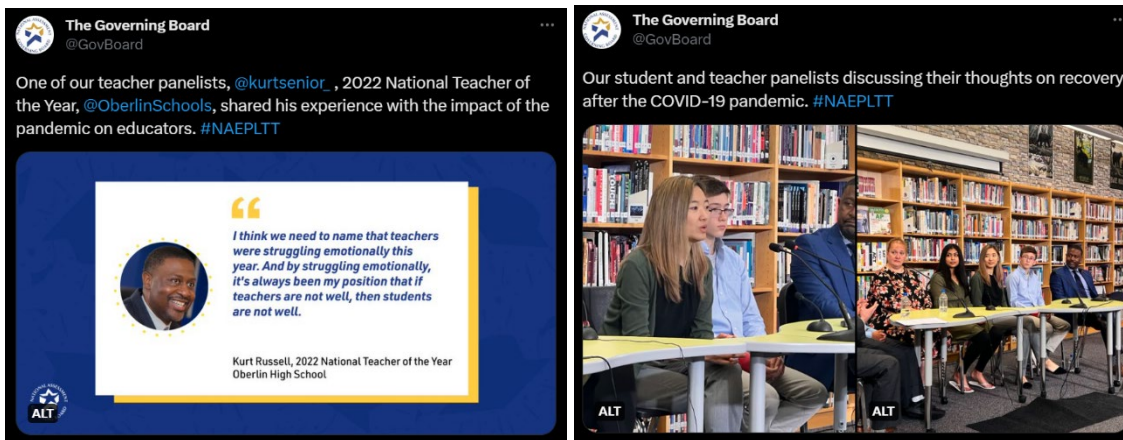 The Governing Board
@GovBoard
One of our teacher panelists, @kurtsenior_ , 2022 National Teacher of
the Year, @OberlinSchools, shared his experience with the impact of the
pandemic on educators. #NAEPLTT
“
I think we need to name that teachers
were struggling emotionally this
year. And by struggling emotionally,
it's always been my position that if
teachers are not well, then students
are not well.
Kurt Russell, 2022 National Teacher of the Year
Oberlin High School
ALT
The Governing Board
@GovBoard
Our student and teacher panelists discussing their thoughts on recovery
after the COVID-19 pandemic. #NAEPLTT
ALT
ALT